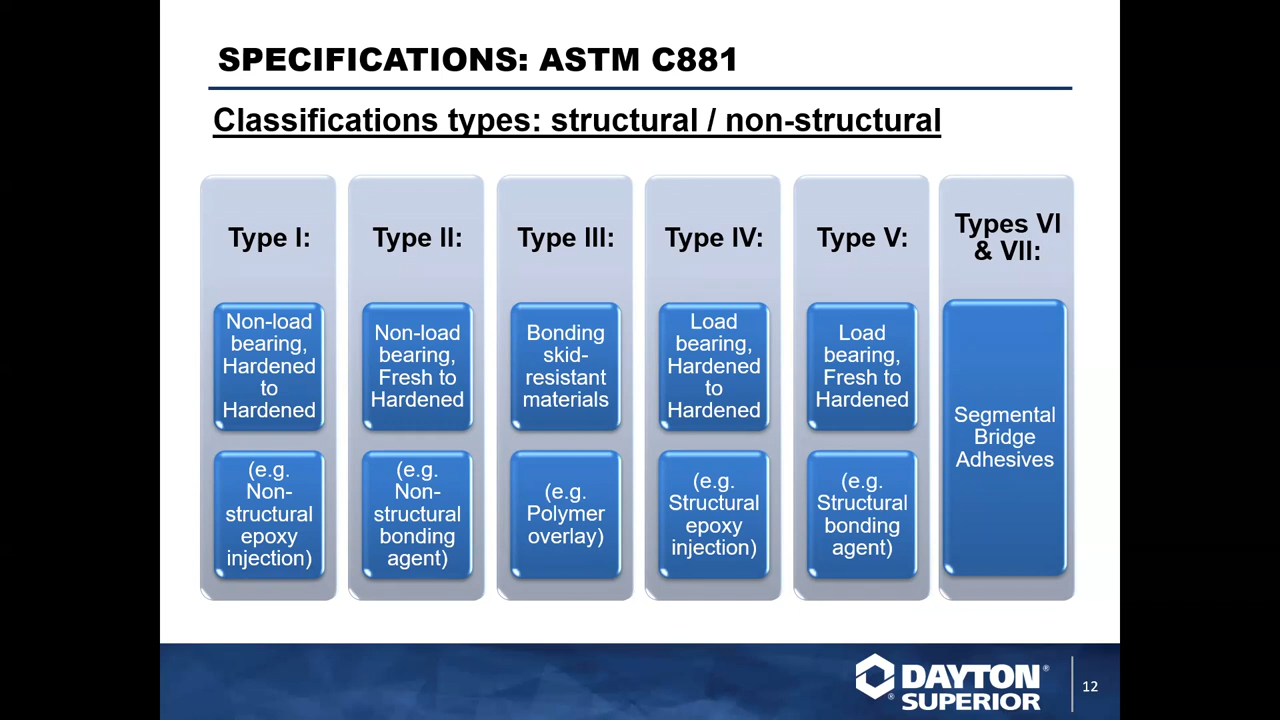 SPECIFICATIONS: ASTM C881
Classifications types: structural / non-structural
Type I:
Non-load
bearing,
Hardened
to
Hardened
(e.g.
Non-
structural
epoxy
injection)
Type II:
Non-load
bearing,
Fresh to
Hardened
(e.g.
Non-
structural
bonding
agent)
Type III:
Bonding
skid-
resistant
materials
(e.g.
Polymer
overlay)
Type IV:
Load
bearing,
Hardened
to
Hardened
(e.g.
Structural
epoxy
injection)
Type V:
Load
bearing,
Fresh to
Hardened
(e.g.
Structural
bonding
agent)
Types VI
& VII:
Segmental
Bridge
Adhesives
DAYTON®
®SUPERIOR
12